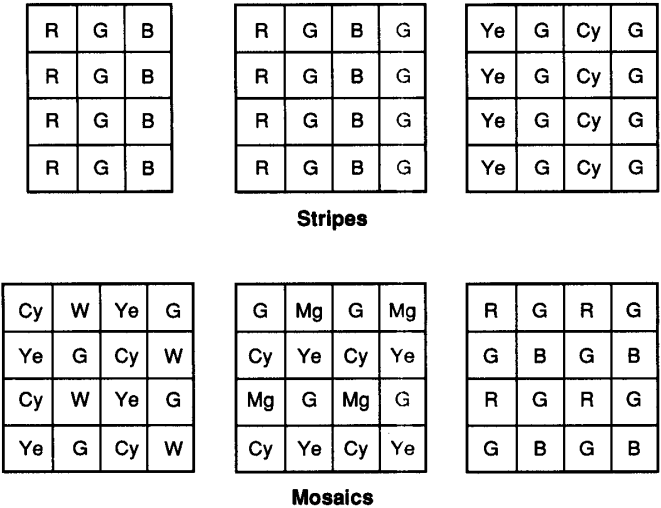 R G B R G B G Ye G Cy G
R G B R G B G Ye G Cy G
R G B R G B G Ye G Cy G
R G B R G B G Ye G Cy G
Stripes
Cy W Ye G G Mg G Mg R G R G
Ye G Cy W Cy Ye Cy Ye G B G B
Cy W Ye G Mg G Mg G R G R G
Ye G Cy W Cy Ye Cy Ye G B G B
Mosaics